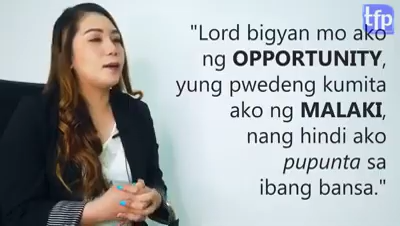 tfp
"Lord bigyan mo ako
ng OPPORTUNITY,
yung pwedeng kumita
ako ng MALAKI,
nang hindi ako
pupunta sa
ibang bansa."